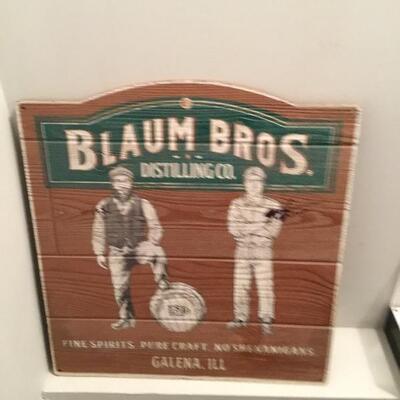 BLAUM BROS.
DISTILLING CO.
FINE SPIRITS. PURE CRAFT. NO SHENANIGANS
GALENA, ILL